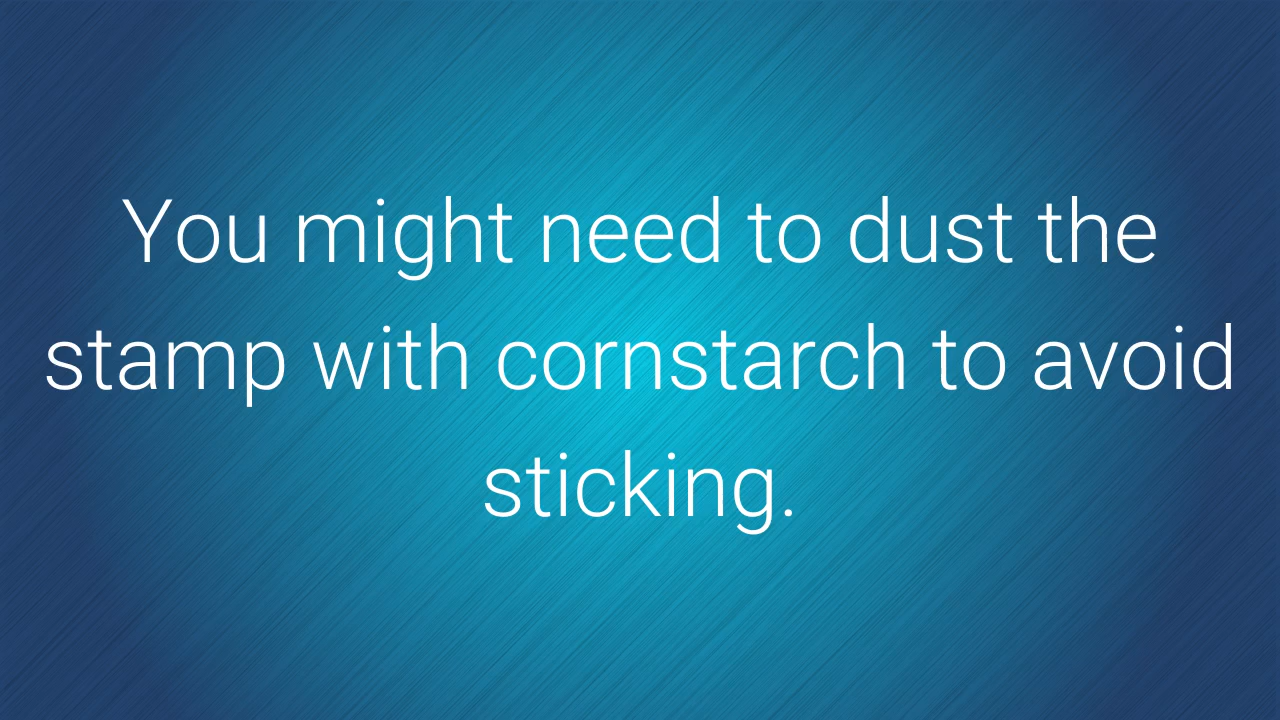 You might need to dust the
stamp with cornstarch to avoid
sticking.